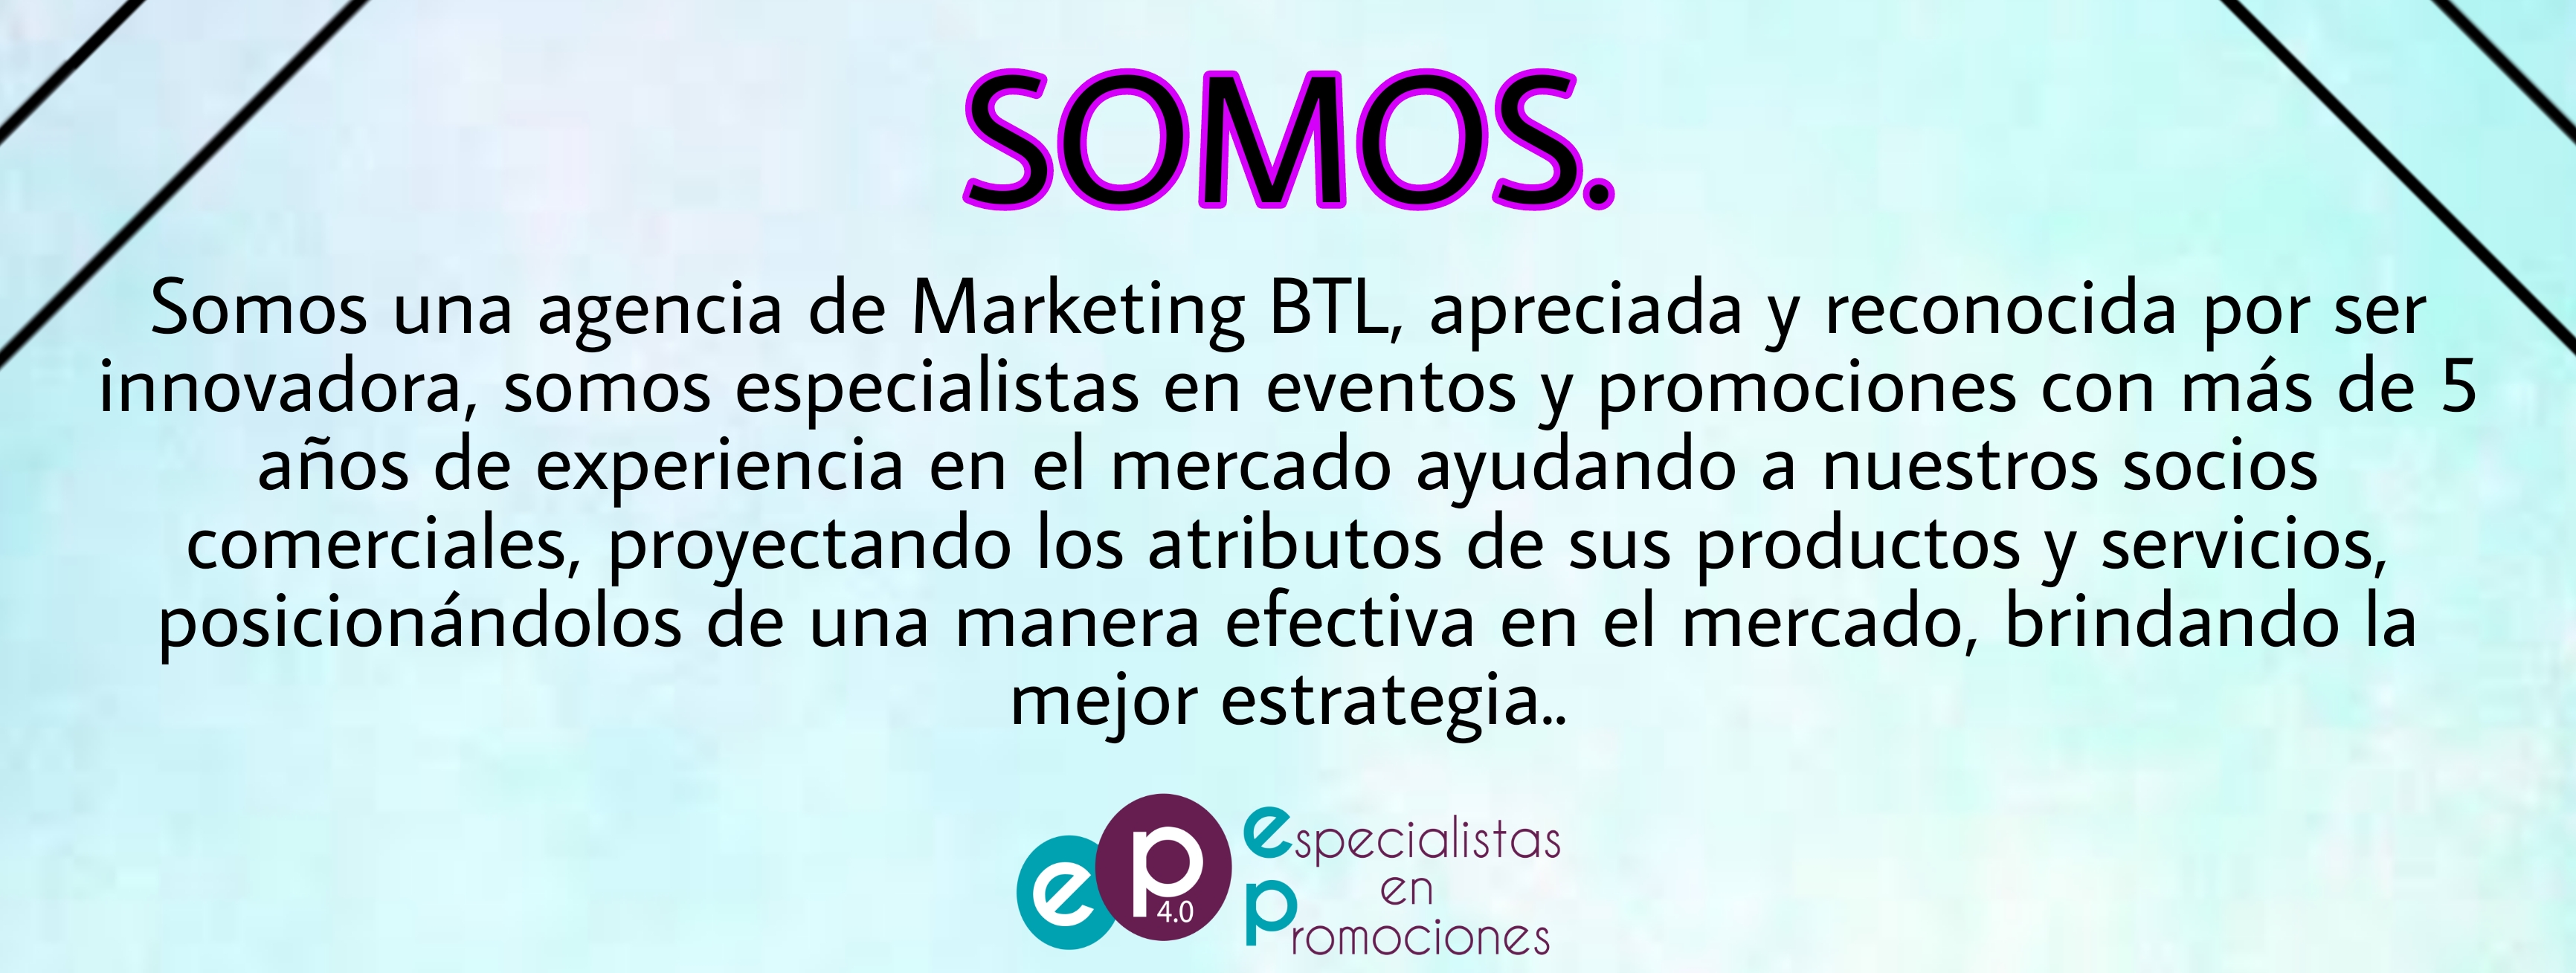 SOMOS.
Somos una agencia de Marketing BTL, apreciada y reconocida por ser
innovadora, somos especialistas en eventos y promociones con más de 5
años de experiencia en el mercado ayudando a nuestros socios
comerciales, proyectando los atributos de sus productos y servicios,
posicionándolos de una manera efectiva en el mercado, brindando la
mejor estrategia..
ep 4.0
especialistas
en
promociones